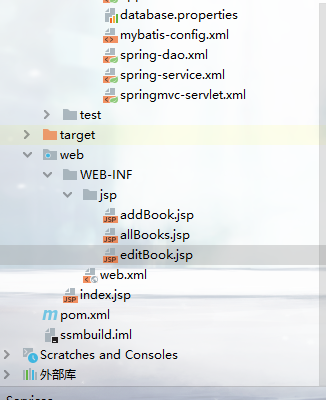 database.properties
mybatis-config.xml
spring-dao.xml
spring-service.xml
springmvc-servlet.xml
test
target
web
WEB-INF
jsp
addBook.jsp
allBooks.jsp
editBook.jsp
web.xml
index.jsp
pom.xml
ssmbuild.iml
Scratches and Consoles
外部库